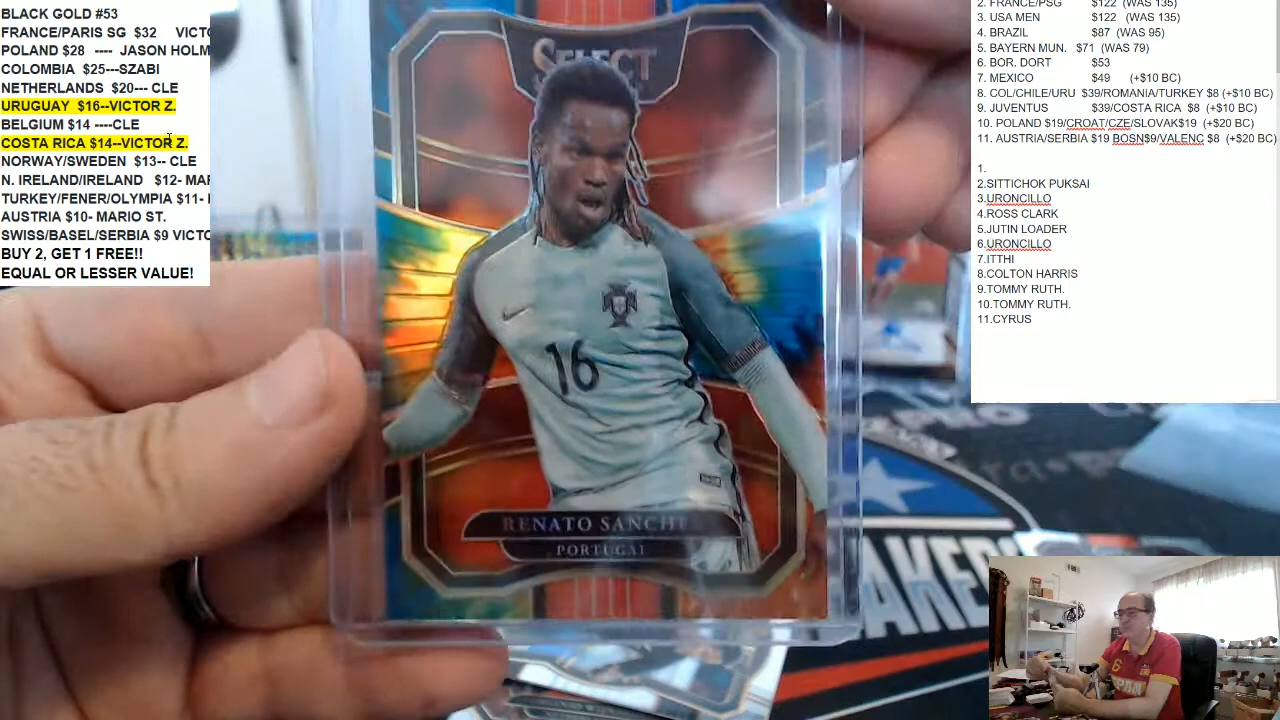 BLACK GOLD #53
FRANCE/PARIS SG $32 VICTO
POLAND $28 ---- JASON HOLM
COLOMBIA $25---SZABI
NETHERLANDS $20--- CLE
URUGUAY $16--VICTOR Z.
BELGIUM $14 ----CLE
COSTA RICA $14--VICTOR Z.
NORWAY/SWEDEN $13-- CLE
N. IRELAND/IRELAND $12- MAR
TURKEY/FENER/OLYMPIA $11-
AUSTRIA $10- MARIO ST.
SWISS/BASEL/SERBIA $9 VICTO
BUY 2, GET 1 FREE!!
EQUAL OR LESSER VALUE!
SELECT
16
RENATO SANCHES
PORTUGAL
2. FRANCE/PSG $122 (WAS 135)
3. USA MEN $122 (WAS 135)
4. BRAZIL $87 (WAS 95)
5. BAYERN MUN. $71 (WAS 79)
6. BOR. DORT $53
7. MEXICO $49 (+$10 BC)
8. COL/CHILE/URU $39/ROMANIA/TURKEY $8 (+$10 BC)
9. JUVENTUS $39/COSTA RICA $8 (+$10 BC)
10. POLAND $19/CROAT/CZE/SLOVAK$19 (+$20 BC)
11. AUSTRIA/SERBIA $19 BOSN$9/VALENC $8 (+$20 BC)
1.
2.SITTICHOK PUKSAI
3.URONCILLO
4.ROSS CLARK
5.JUTIN LOADER
6.URONCILLO
7.ITTHI
8.COLTON HARRIS
9.TOMMY RUTH.
10.TOMMY RUTH.
11.CYRUS